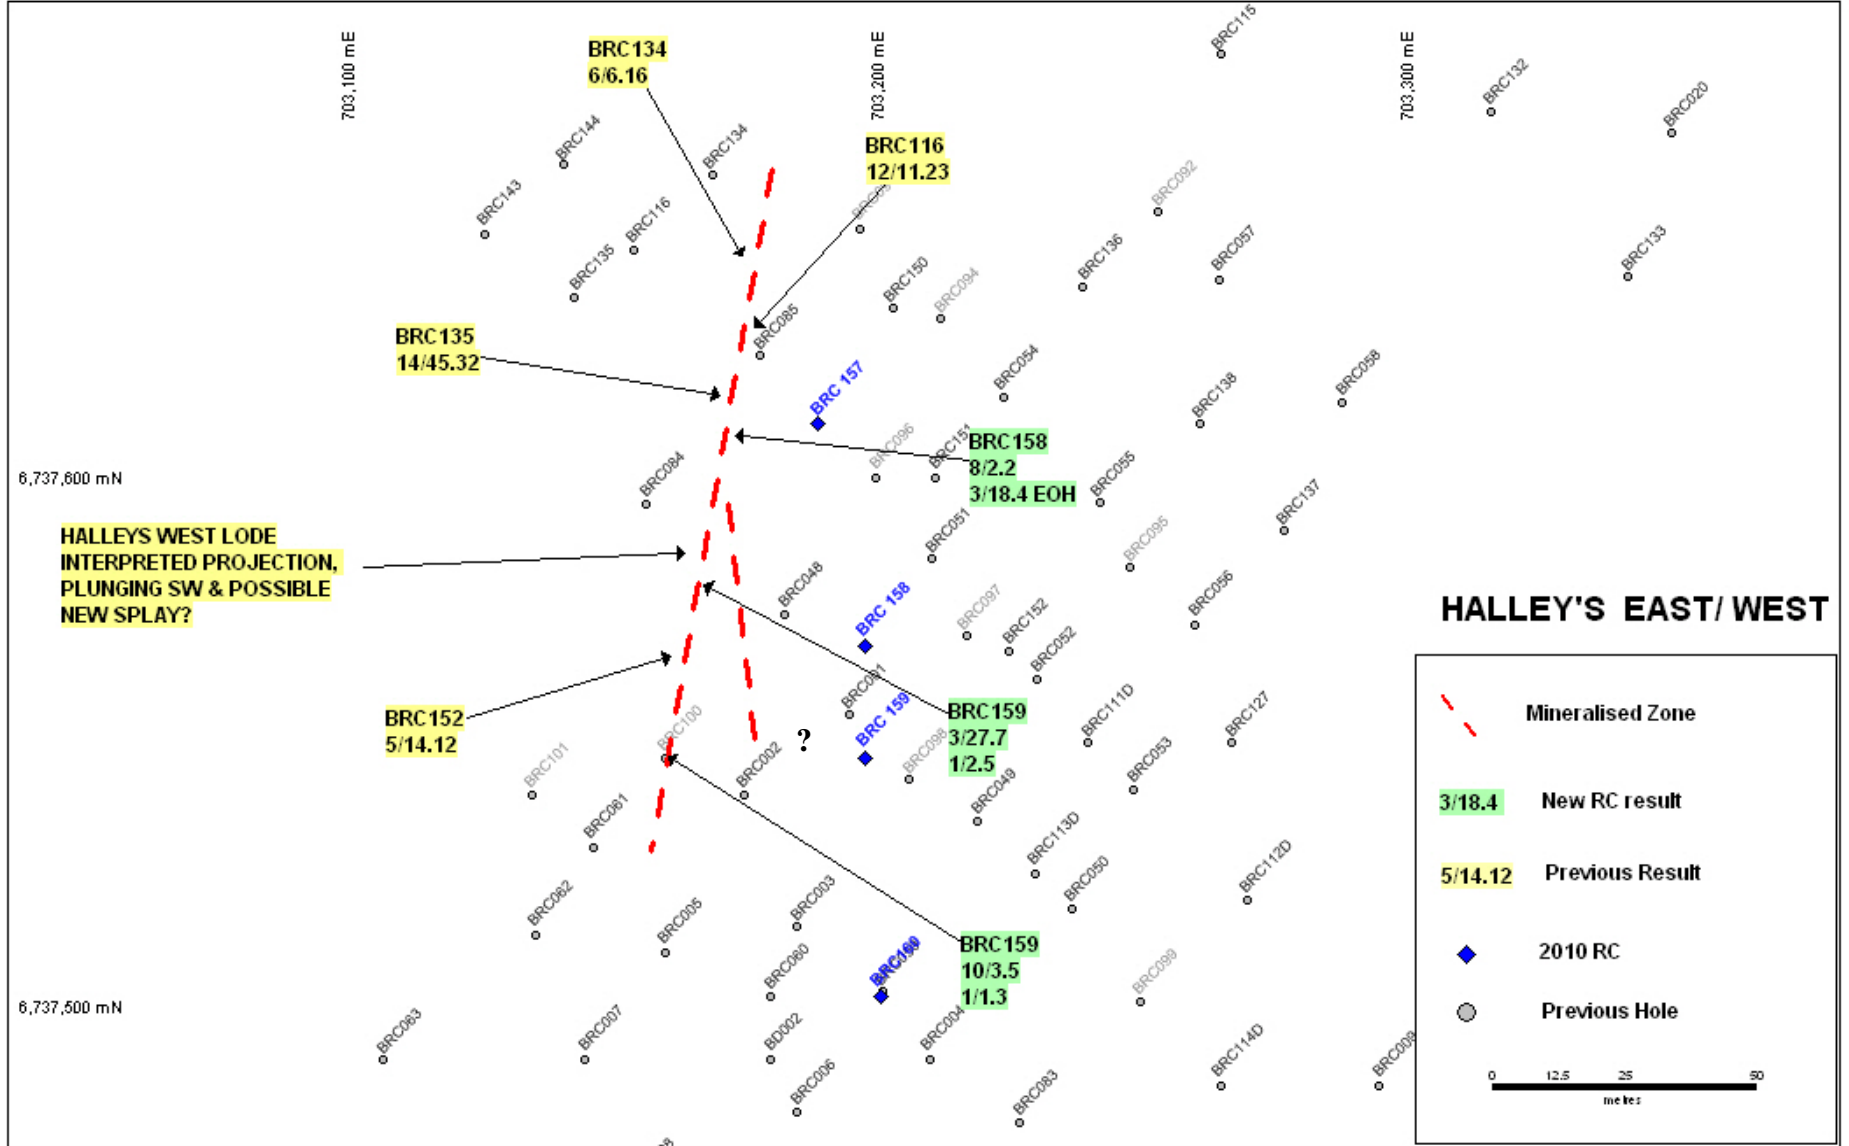 703,100 mE
703,200 mE
703,300 mE
BRC115
BRC134
6/6.16
BRC132
BRC020
BRC144
BRC134
BRC116
12/11.23
BRC092
BRC143
BRC116
BRC135
BRC136
BRC057
BRC133
BRC150
BRC094
BRC085
BRC135
14/45.32
BRC 157
BRC054
BRC138
BRC058
BRC096
BRC151
BRC158
8/2.2
3/18.4 EOH
BRC084
BRC055
BRC137
6,737,600 mN
HALLEYS WEST LODE
INTERPRETED PROJECTION,
PLUNGING SW & POSSIBLE
NEW SPLAY?
BRC051
BRC095
BRC048
BRC 158
BRC097
BRC152
BRC052
BRC056
HALLEY'S EAST/ WEST
BRC091
BRC 159
BRC159
3/27.7
1/2.5
BRC111D
BRC127
BRC152
5/14.12
BRC100
?
BRC101
BRC002
BRC098
BRC053
BRC049
BRC061
BRC113D
BRC050
BRC112D
BRC062
BRC005
BRC003
BRC060
BRC160
BRC159
10/3.5
1/1.3
BRC099
6,737,500 mN
BRC063
BRC007
BD002
BRC004
BRC006
BRC083
BRC114D
BRC009
Mineralised Zone
3/18.4 New RC result
5/14.12 Previous Result
2010 RC
Previous Hole
0 12.5 25 50
metres